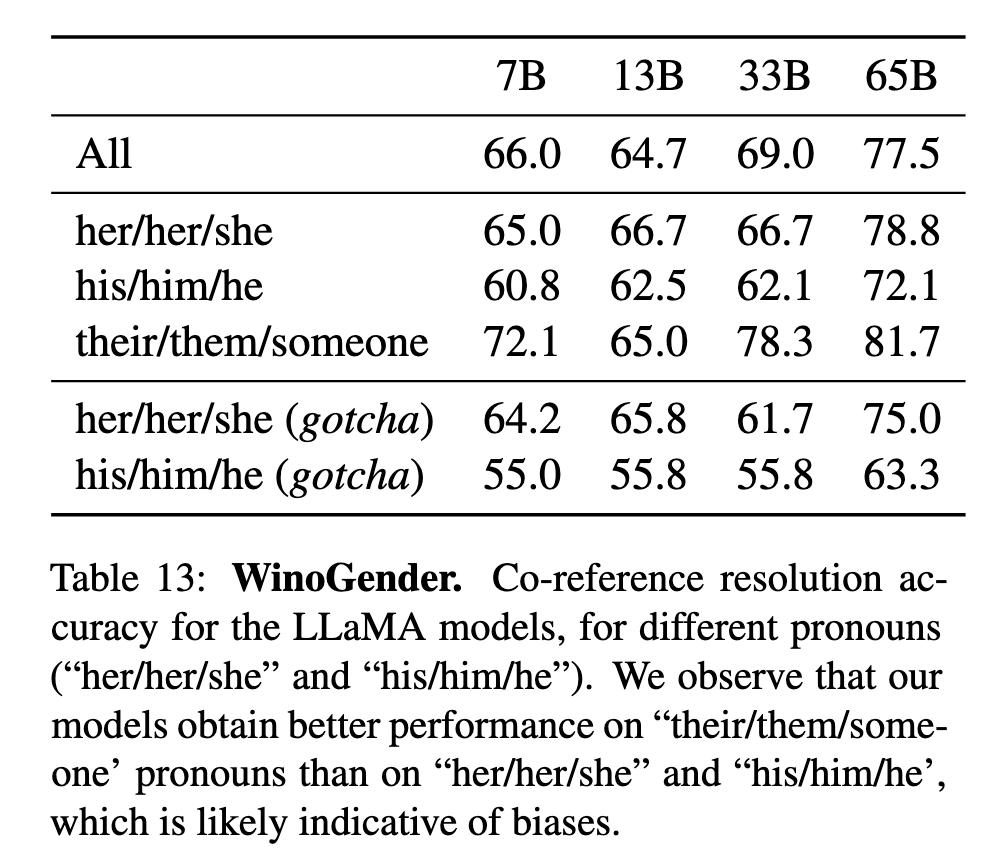 7B 13B 33B 65B
All 66.0 64.7 69.0 77.5
her/her/she 65.0 66.7 66.7 78.8
his/him/he 60.8 62.5 62.1 72.1
their/them/someone 72.1 65.0 78.3 81.7
her/her/she (gotcha) 64.2 65.8 61.7 75.0
his/him/he (gotcha) 55.0 55.8 55.8 63.3
Table 13: WinoGender. Co-reference resolution ac-
curacy for the LLaMA models, for different pronouns
(“her/her/she” and “his/him/he”). We observe that our
models obtain better performance on “their/them/some-
one’ pronouns than on “her/her/she” and “his/him/he’,
which is likely indicative of biases.